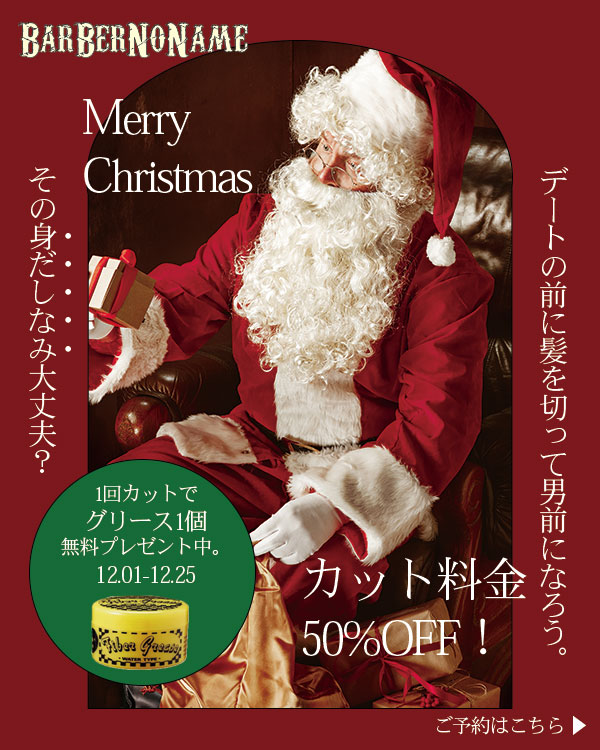 BARBERNONAME
Merry
Christmas
デートの前に髪を切って男前になろう。
その身だしなみ大丈夫?
1回カットで
グリース1個
無料プレゼント中。
12.01-12.25
Fiber Grease
WATER TYPE
カット料金
50%OFF！
ご予約はこちら ▶